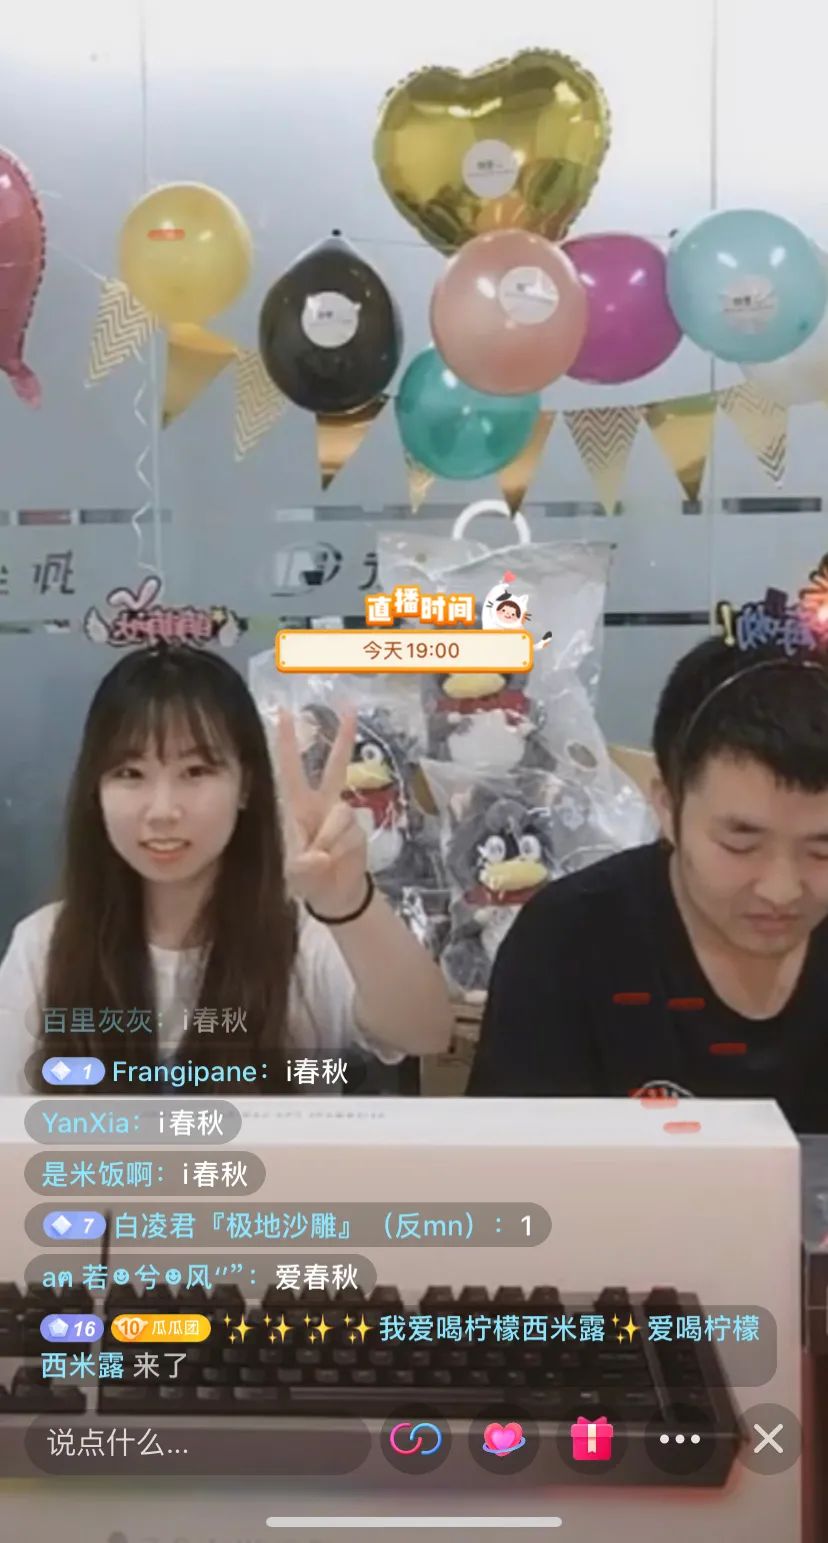 直播时间
今天19:00
百里灰灰：i春秋
1 Frangipane：i春秋
YanXia：i春秋
是米饭啊：i春秋
7 白凌君『极地沙雕』（反mn）：1
若☻兮☻风“”：爱春秋
16 10 瓜瓜团 ✨✨✨✨我爱喝柠檬西米露✨爱喝柠檬
西米露 来了
说点什么...